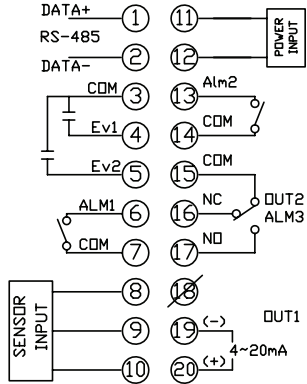 DATA+
1
RS-485
DATA-
2
COM
3
Ev1
4
Ev2
5
ALM1
6
COM
7
SENSOR
INPUT
8
9
10
11
POWER
INPUT
12
Alm2
13
COM
14
COM
15
NC
16
OUT2
ALM3
NO
17
18
OUT1
(-)
19
4~20mA
(+)
20